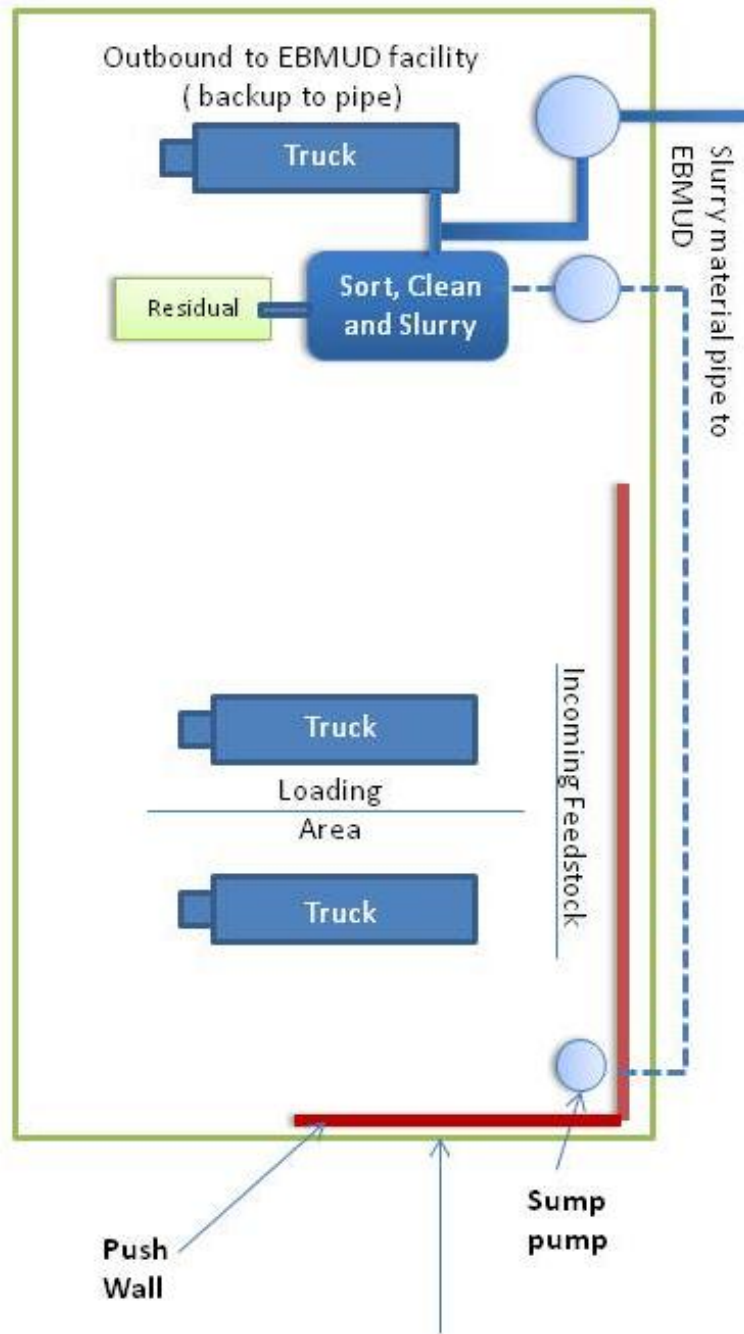 Outbound to EBMUD facility
( backup to pipe)
Truck
Slurry material pipe to
EBMUD
Residual
Sort, Clean
and Slurry
Truck
Loading
Area
Incoming Feedstock
Truck
Sump
pump
Push
Wall